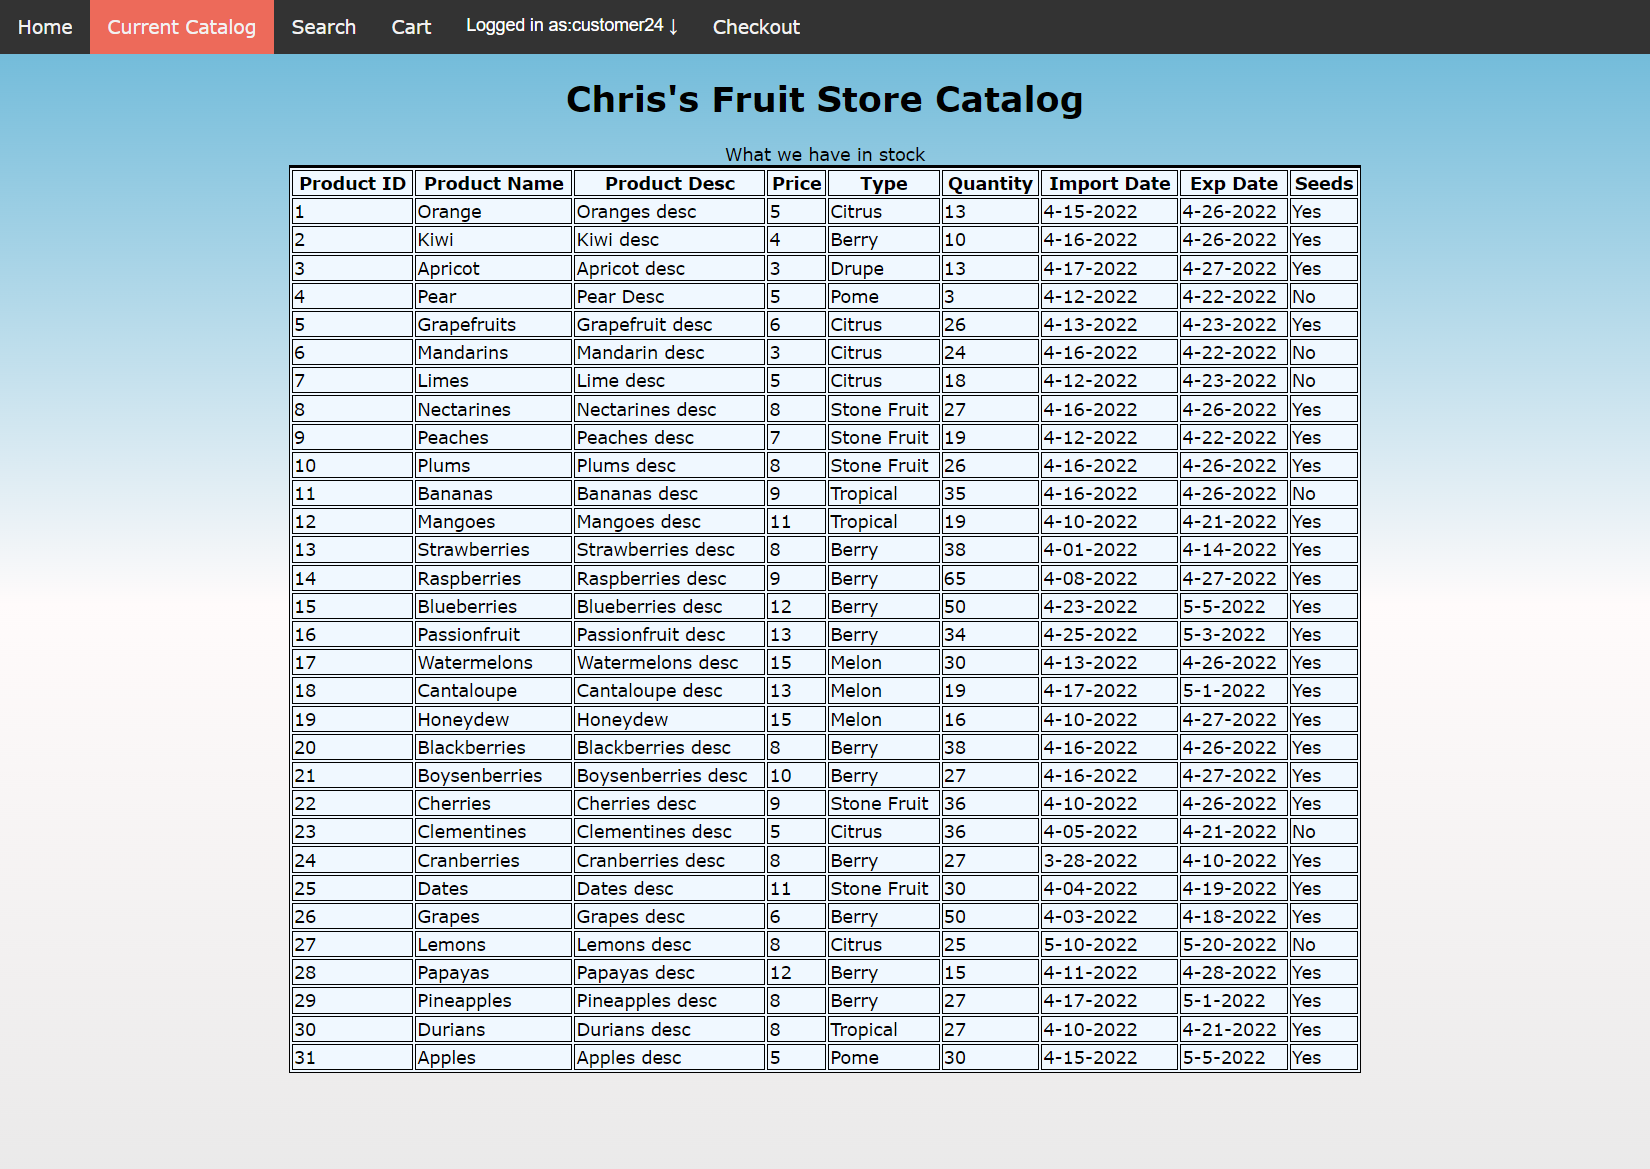 Home Current Catalog Search Cart Logged in as:customer24 ↓ Checkout
Chris's Fruit Store Catalog
What we have in stock
Product ID Product Name Product Desc Price Type Quantity Import Date Exp Date Seeds
1 Orange Oranges desc 5 Citrus 13 4-15-2022 4-26-2022 Yes
2 Kiwi Kiwi desc 4 Berry 10 4-16-2022 4-26-2022 Yes
3 Apricot Apricot desc 3 Drupe 13 4-17-2022 4-27-2022 Yes
4 Pear Pear Desc 5 Pome 3 4-12-2022 4-22-2022 No
5 Grapefruits Grapefruit desc 6 Citrus 26 4-13-2022 4-23-2022 Yes
6 Mandarins Mandarin desc 3 Citrus 24 4-16-2022 4-22-2022 No
7 Limes Lime desc 5 Citrus 18 4-12-2022 4-23-2022 No
8 Nectarines Nectarines desc 8 Stone Fruit 27 4-16-2022 4-26-2022 Yes
9 Peaches Peaches desc 7 Stone Fruit 19 4-12-2022 4-22-2022 Yes
10 Plums Plums desc 8 Stone Fruit 26 4-16-2022 4-26-2022 Yes
11 Bananas Bananas desc 9 Tropical 35 4-16-2022 4-26-2022 No
12 Mangoes Mangoes desc 11 Tropical 19 4-10-2022 4-21-2022 Yes
13 Strawberries Strawberries desc 8 Berry 38 4-01-2022 4-14-2022 Yes
14 Raspberries Raspberries desc 9 Berry 65 4-08-2022 4-27-2022 Yes
15 Blueberries Blueberries desc 12 Berry 50 4-23-2022 5-5-2022 Yes
16 Passionfruit Passionfruit desc 13 Berry 34 4-25-2022 5-3-2022 Yes
17 Watermelons Watermelons desc 15 Melon 30 4-13-2022 4-26-2022 Yes
18 Cantaloupe Cantaloupe desc 13 Melon 19 4-17-2022 5-1-2022 Yes
19 Honeydew Honeydew 15 Melon 16 4-10-2022 4-27-2022 Yes
20 Blackberries Blackberries desc 8 Berry 38 4-16-2022 4-26-2022 Yes
21 Boysenberries Boysenberries desc 10 Berry 27 4-16-2022 4-27-2022 Yes
22 Cherries Cherries desc 9 Stone Fruit 36 4-10-2022 4-26-2022 Yes
23 Clementines Clementines desc 5 Citrus 36 4-05-2022 4-21-2022 No
24 Cranberries Cranberries desc 8 Berry 27 3-28-2022 4-10-2022 Yes
25 Dates Dates desc 11 Stone Fruit 30 4-04-2022 4-19-2022 Yes
26 Grapes Grapes desc 6 Berry 50 4-03-2022 4-18-2022 Yes
27 Lemons Lemons desc 8 Citrus 25 5-10-2022 5-20-2022 No
28 Papayas Papayas desc 12 Berry 15 4-11-2022 4-28-2022 Yes
29 Pineapples Pineapples desc 8 Berry 27 4-17-2022 5-1-2022 Yes
30 Durians Durians desc 8 Tropical 27 4-10-2022 4-21-2022 Yes
31 Apples Apples desc 5 Pome 30 4-15-2022 5-5-2022 Yes